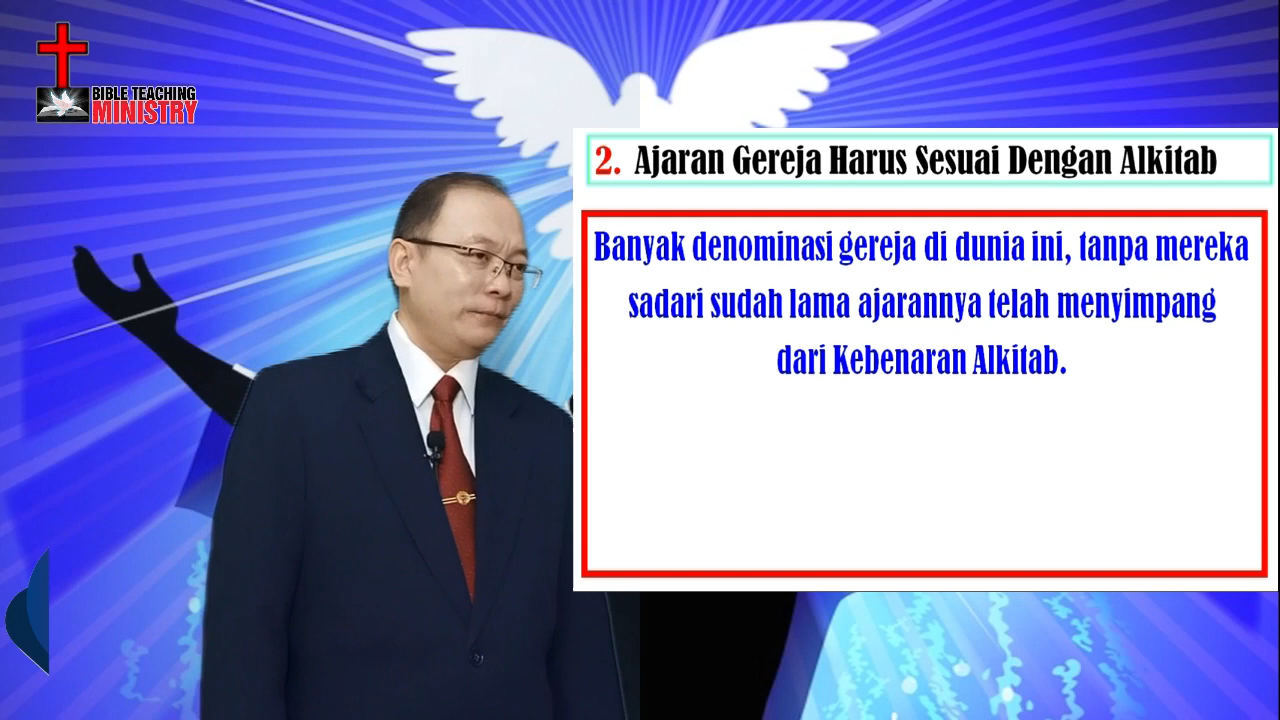 BIBLE TEACHING
MINISTRY
2. Ajaran Gereja Harus Sesuai Dengan Alkitab
Banyak denominasi gereja di dunia ini, tanpa mereka
sadari sudah lama ajarannya telah menyimpang
dari Kebenaran Alkitab.